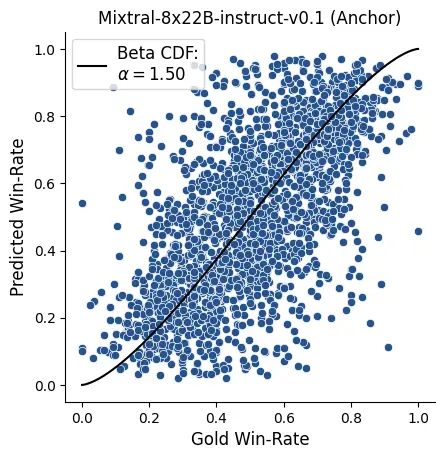 Mixtral-8x22B-instruct-v0.1 (Anchor)
Beta CDF:
α = 1.50
1.0
0.8
0.6
0.4
0.2
0.0
Predicted Win-Rate
0.0 0.2 0.4 0.6 0.8 1.0
Gold Win-Rate